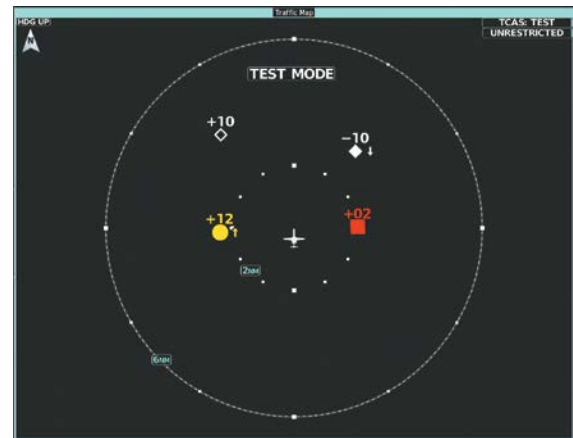 Traffic Map
HDG UP
N
TCAS: TEST
UNRESTRICTED
TEST MODE
+10
−10
+12
+02
2NM
6NM